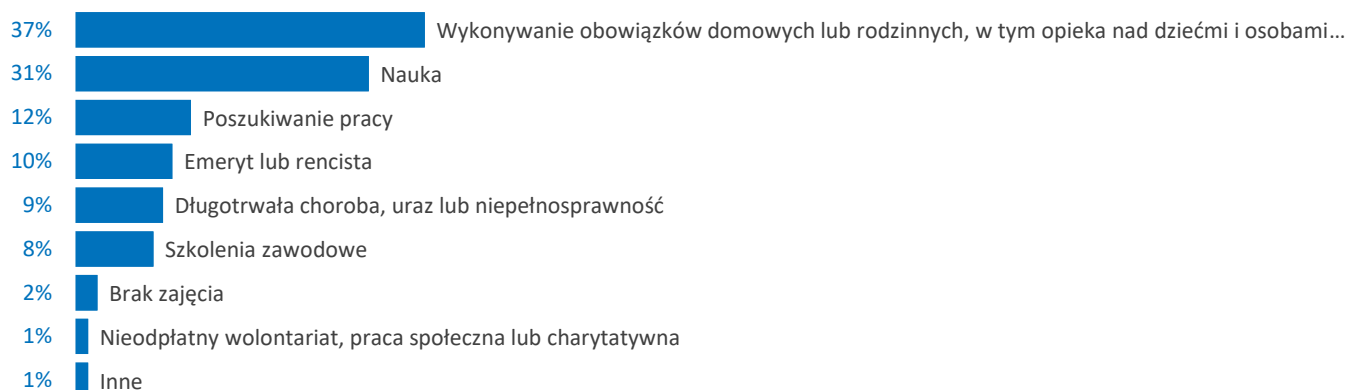 37% Wykonywanie obowiązków domowych lub rodzinnych, w tym opieka nad dziećmi i osobami…
31% Nauka
12% Poszukiwanie pracy
10% Emeryt lub rencista
9% Długotrwała choroba, uraz lub niepełnosprawność
8% Szkolenia zawodowe
2% Brak zajęcia
1% Nieodpłatny wolontariat, praca społeczna lub charytatywna
1% Inne